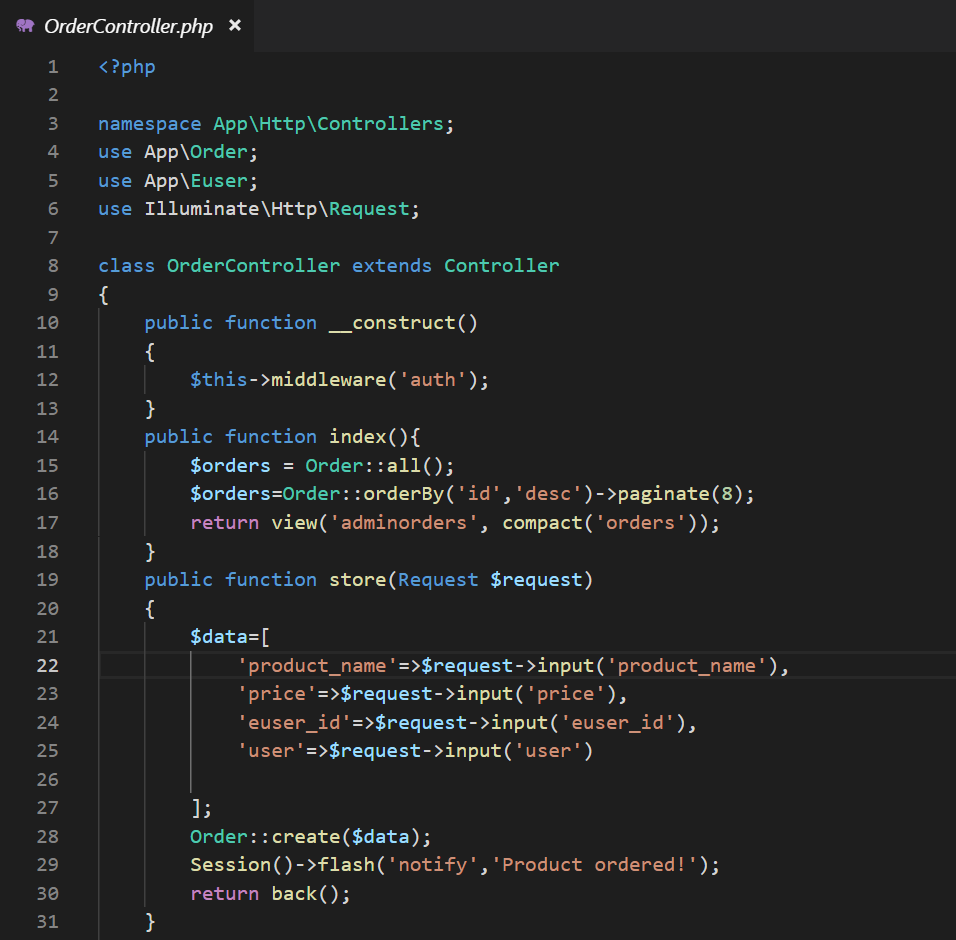 OrderController.php ×
1 <?php
2
3 namespace App\Http\Controllers;
4 use App\Order;
5 use App\Euser;
6 use Illuminate\Http\Request;
7
8 class OrderController extends Controller
9 {
10     public function __construct()
11     {
12         $this->middleware('auth');
13     }
14     public function index(){
15         $orders = Order::all();
16         $orders=Order::orderBy('id','desc')->paginate(8);
17         return view('adminorders', compact('orders'));
18     }
19     public function store(Request $request)
20     {
21         $data=[
22             'product_name'=>$request->input('product_name'),
23             'price'=>$request->input('price'),
24             'euser_id'=>$request->input('euser_id'),
25             'user'=>$request->input('user')
26
27         ];
28         Order::create($data);
29         Session()->flash('notify','Product ordered!');
30         return back();
31     }